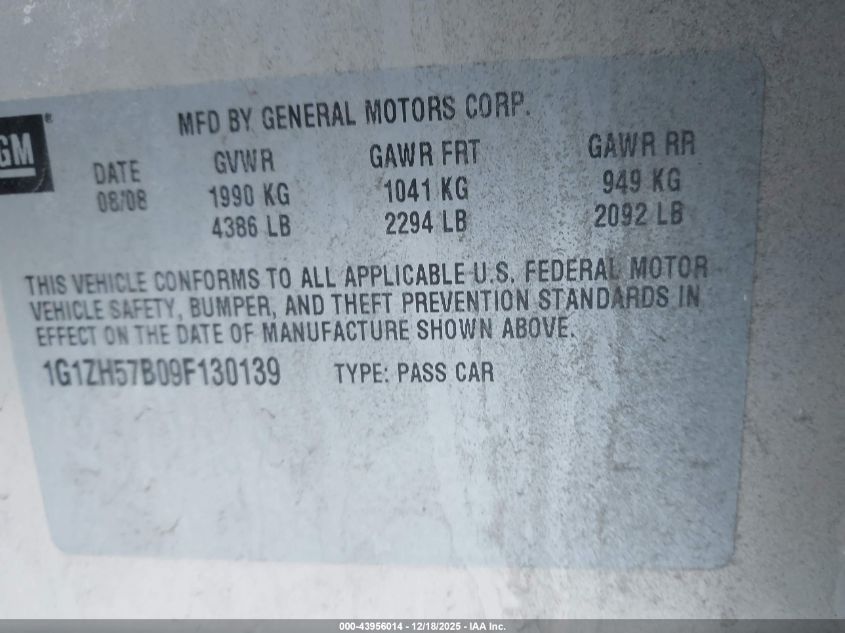 GM®
MFD BY GENERAL MOTORS CORP.
DATE GVWR GAWR FRT GAWR RR
08/08 1990 KG 1041 KG 949 KG
4386 LB 2294 LB 2092 LB
THIS VEHICLE CONFORMS TO ALL APPLICABLE U.S. FEDERAL MOTOR
VEHICLE SAFETY, BUMPER, AND THEFT PREVENTION STANDARDS IN
EFFECT ON THE DATE OF MANUFACTURE SHOWN ABOVE.
1G1ZH57B09F130139 TYPE: PASS CAR
000-43956014 - 12/18/2025 - IAA Inc.